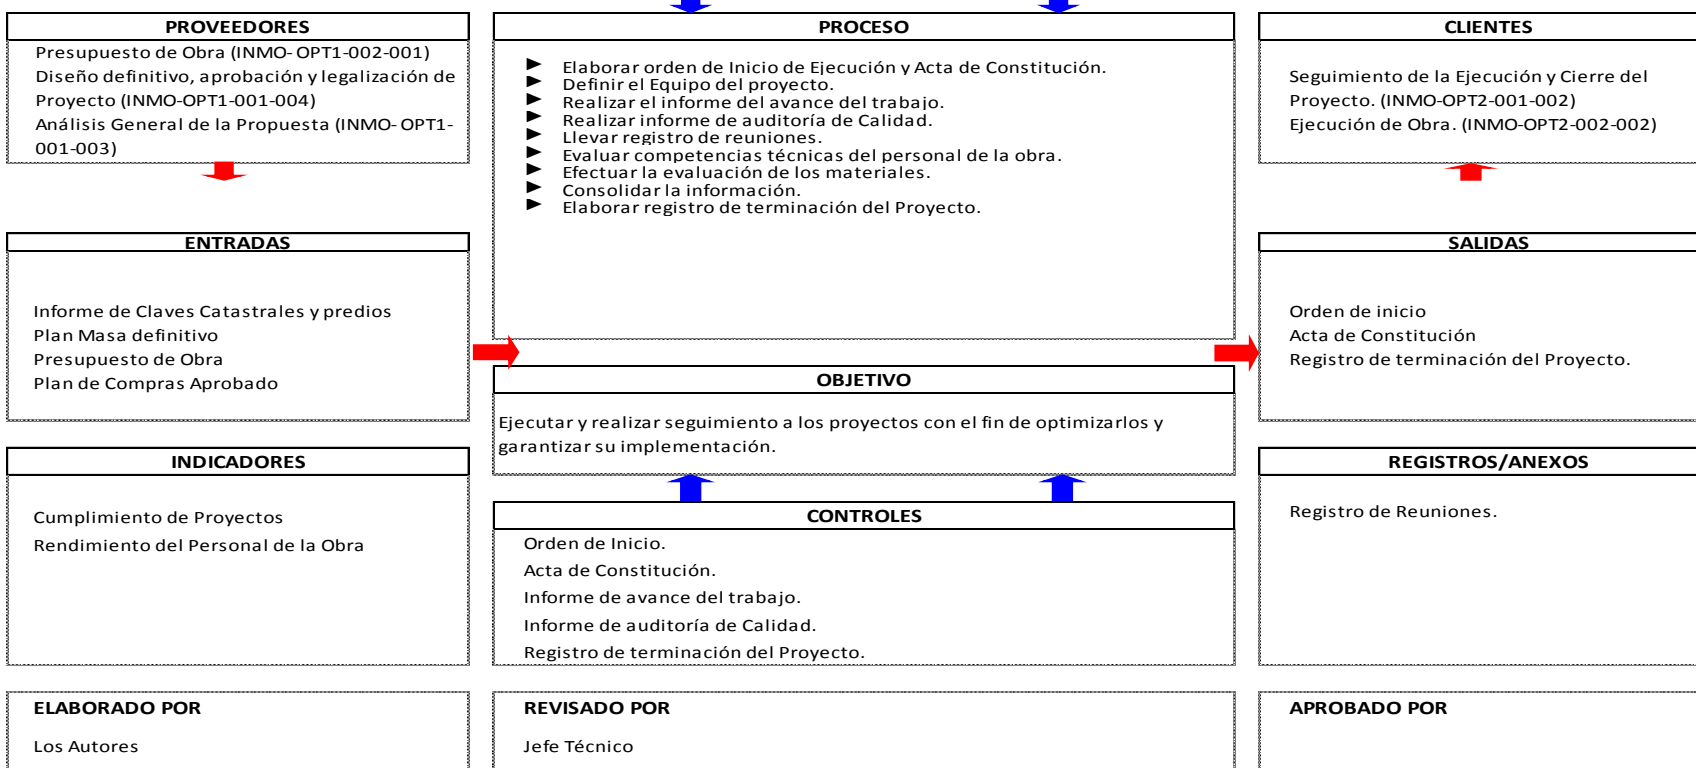 PROVEEDORES
Presupuesto de Obra (INMO- OPT1-002-001)
Diseño definitivo, aprobación y legalización de
Proyecto (INMO-OPT1-001-004)
Análisis General de la Propuesta (INMO- OPT1-
001-003)
PROCESO
Elaborar orden de Inicio de Ejecución y Acta de Constitución.
Definir el Equipo del proyecto.
Realizar el informe del avance del trabajo.
Realizar informe de auditoría de Calidad.
Llevar registro de reuniones.
Evaluar competencias técnicas del personal de la obra.
Efectuar la evaluación de los materiales.
Consolidar la información.
Elaborar registro de terminación del Proyecto.
CLIENTES
Seguimiento de la Ejecución y Cierre del
Proyecto. (INMO-OPT2-001-002)
Ejecución de Obra. (INMO-OPT2-002-002)
ENTRADAS
Informe de Claves Catastrales y predios
Plan Masa definitivo
Presupuesto de Obra
Plan de Compras Aprobado
SALIDAS
Orden de inicio
Acta de Constitución
Registro de terminación del Proyecto.
OBJETIVO
Ejecutar y realizar seguimiento a los proyectos con el fin de optimizarlos y
garantizar su implementación.
INDICADORES
Cumplimiento de Proyectos
Rendimiento del Personal de la Obra
CONTROLES
Orden de Inicio.
Acta de Constitución.
Informe de avance del trabajo.
Informe de auditoría de Calidad.
Registro de terminación del Proyecto.
REGISTROS/ANEXOS
Registro de Reuniones.
ELABORADO POR
Los Autores
REVISADO POR
Jefe Técnico
APROBADO POR